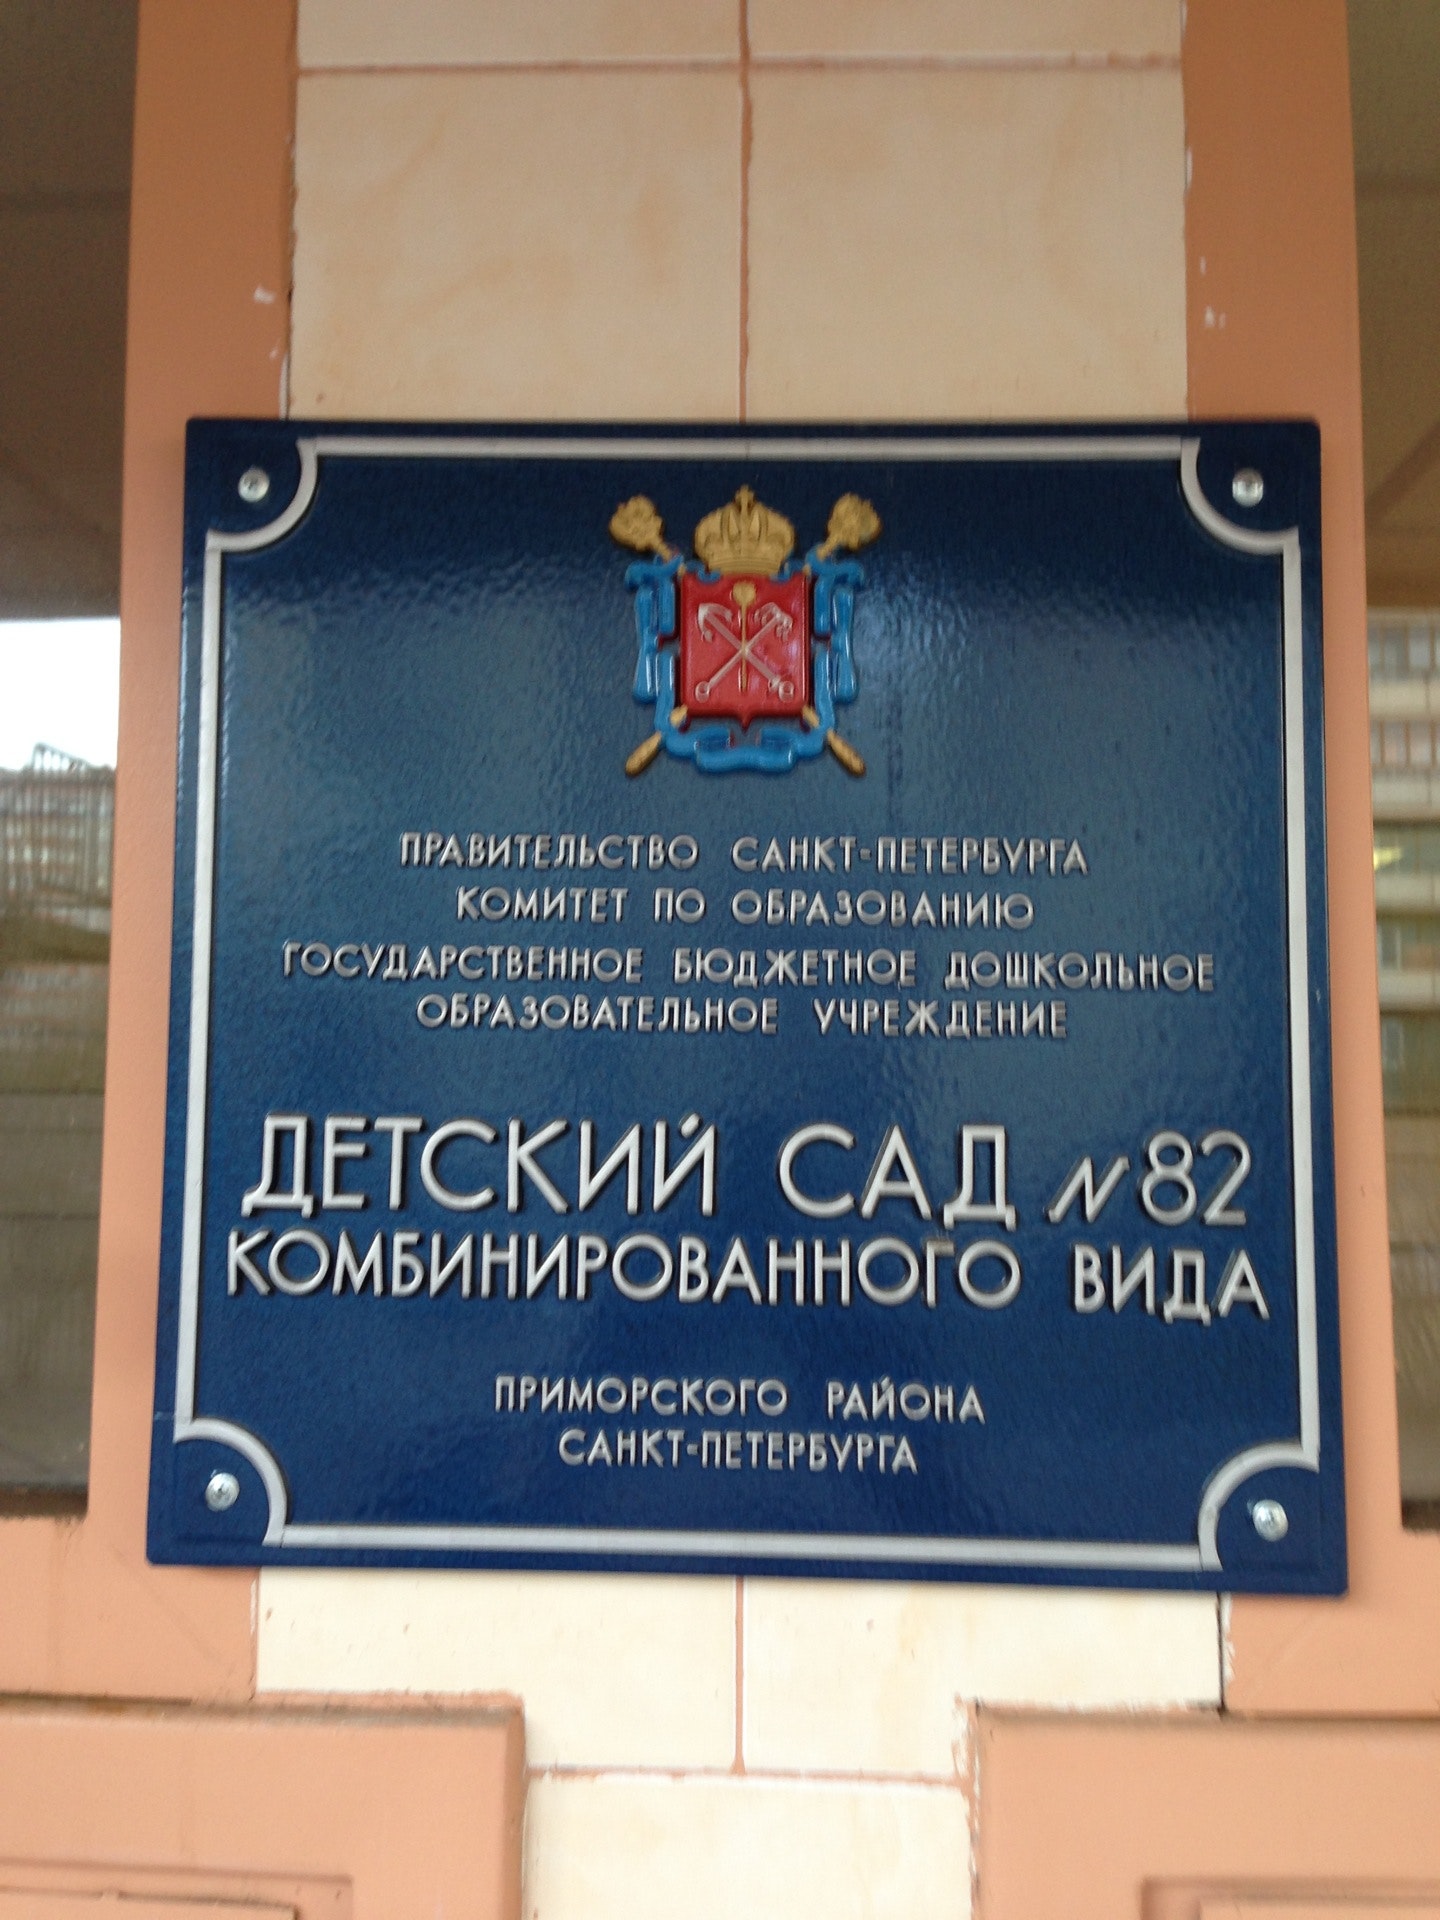 ПРАВИТЕЛЬСТВО САНКТ-ПЕТЕРБУРГА
КОМИТЕТ ПО ОБРАЗОВАНИЮ
ГОСУДАРСТВЕННОЕ БЮДЖЕТНОЕ ДОШКОЛЬНОЕ
ОБРАЗОВАТЕЛЬНОЕ УЧРЕЖДЕНИЕ
ДЕТСКИЙ САД N 82
КОМБИНИРОВАННОГО ВИДА
ПРИМОРСКОГО РАЙОНА
САНКТ-ПЕТЕРБУРГА